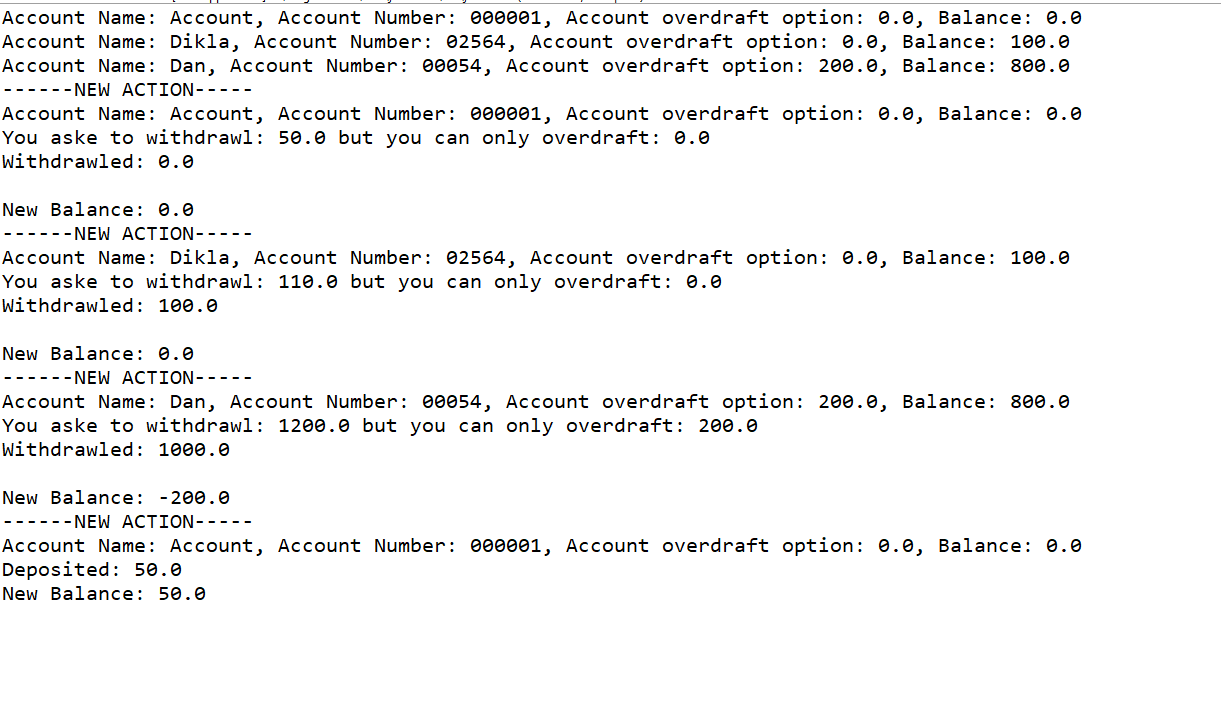 Account Name: Account, Account Number: 000001, Account overdraft option: 0.0, Balance: 0.0
Account Name: Dikla, Account Number: 02564, Account overdraft option: 0.0, Balance: 100.0
Account Name: Dan, Account Number: 00054, Account overdraft option: 200.0, Balance: 800.0
------NEW ACTION-----
Account Name: Account, Account Number: 000001, Account overdraft option: 0.0, Balance: 0.0
You aske to withdrawl: 50.0 but you can only overdraft: 0.0
Withdrawled: 0.0
New Balance: 0.0
------NEW ACTION-----
Account Name: Dikla, Account Number: 02564, Account overdraft option: 0.0, Balance: 100.0
You aske to withdrawl: 110.0 but you can only overdraft: 0.0
Withdrawled: 100.0
New Balance: 0.0
------NEW ACTION-----
Account Name: Dan, Account Number: 00054, Account overdraft option: 200.0, Balance: 800.0
You aske to withdrawl: 1200.0 but you can only overdraft: 200.0
Withdrawled: 1000.0
New Balance: -200.0
------NEW ACTION-----
Account Name: Account, Account Number: 000001, Account overdraft option: 0.0, Balance: 0.0
Deposited: 50.0
New Balance: 50.0